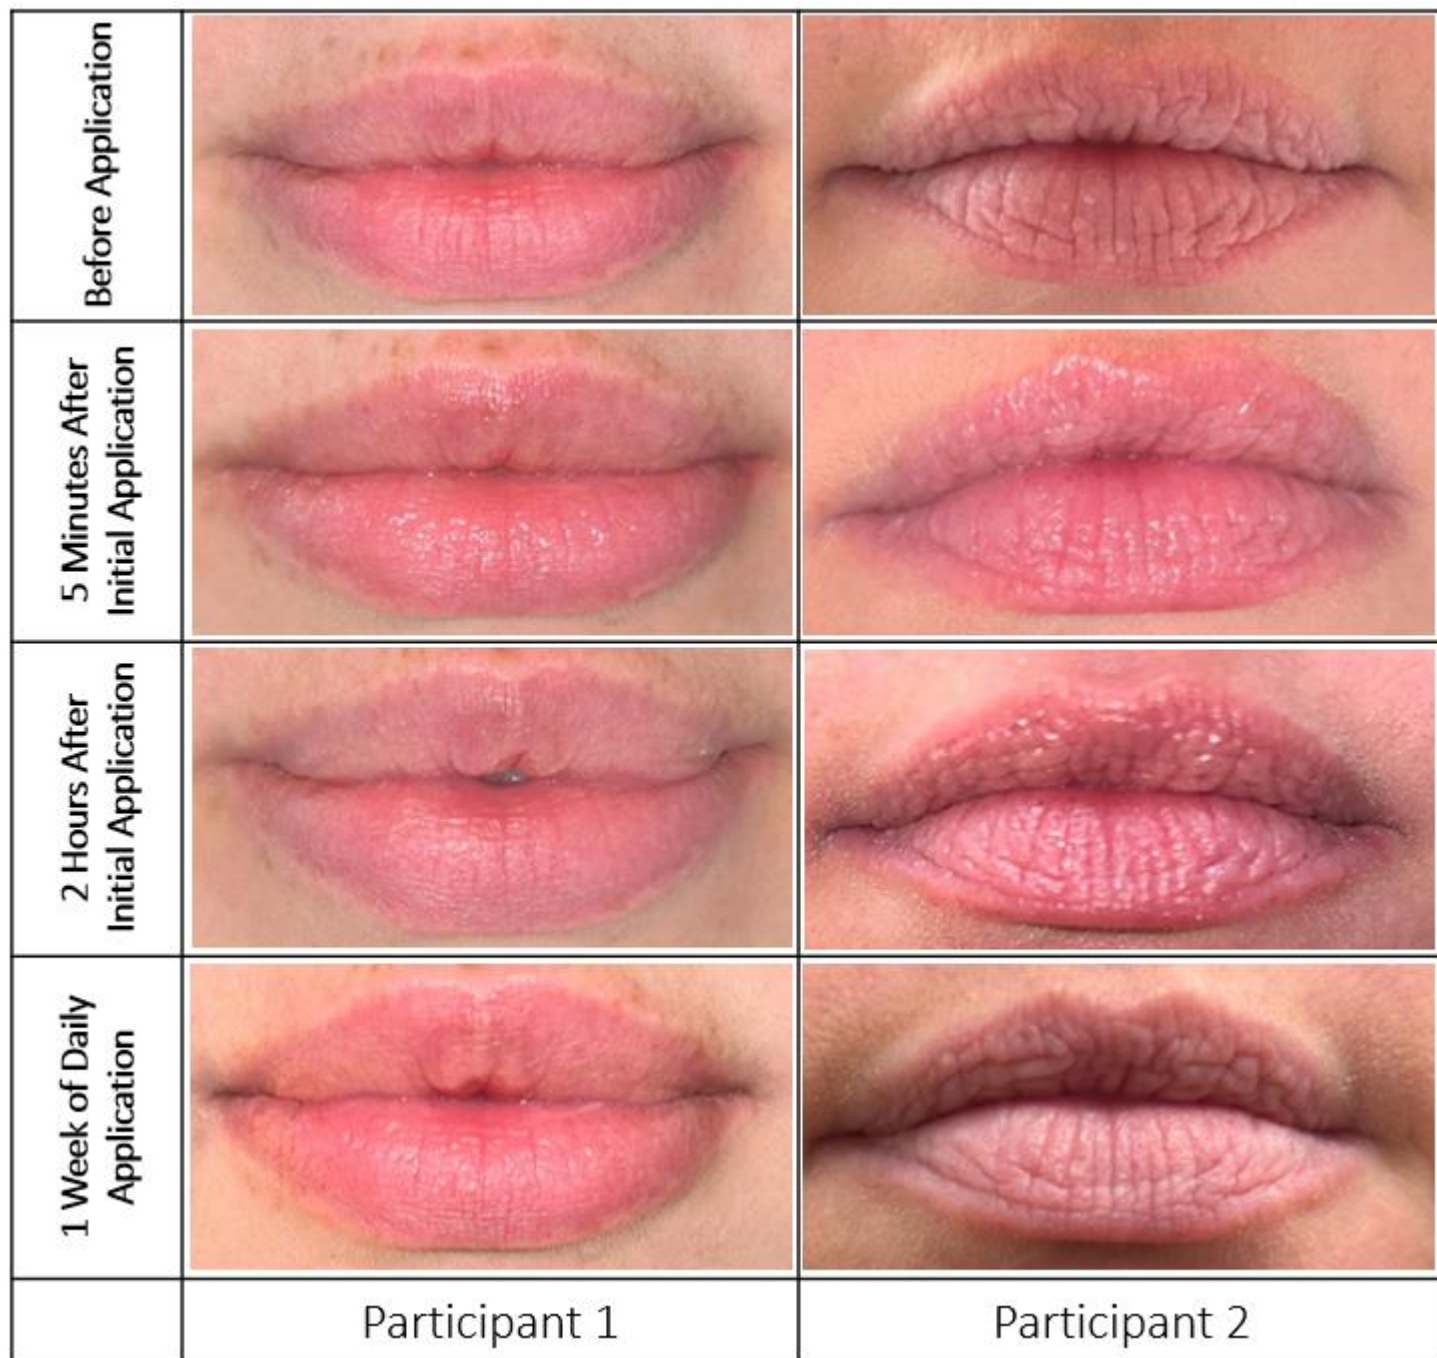 Before Application
5 Minutes After
Initial Application
2 Hours After
Initial Application
1 Week of Daily
Application
Participant 1
Participant 2